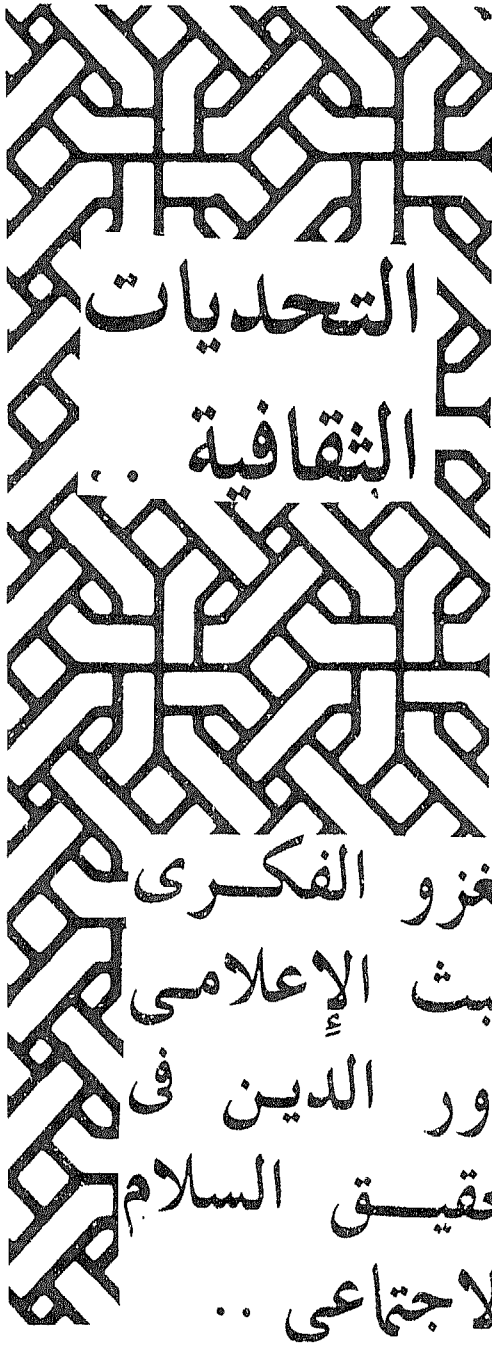 التحديات
الثقافية ..
غزو الفكرى
بث الإعلامى
ور الدين فى
حقيق السلام
لاجتماعى ..